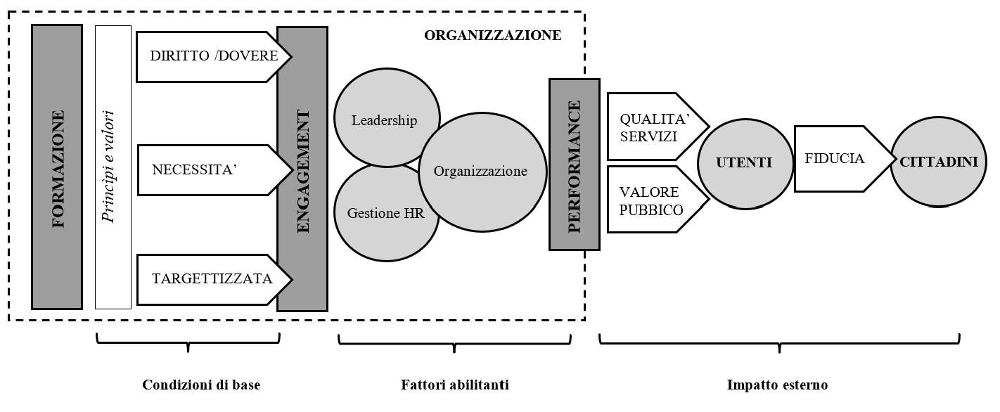 ORGANIZZAZIONE
FORMAZIONE
Princìpi e valori
DIRITTO /DOVERE
NECESSITA’
TARGETTIZZATA
ENGAGEMENT
Leadership
Gestione HR
Organizzazione
PERFORMANCE
QUALITA’
SERVIZI
VALORE
PUBBICO
UTENTI
FIDUCIA
CITTADINI
Condizioni di base
Fattori abilitanti
Impatto esterno